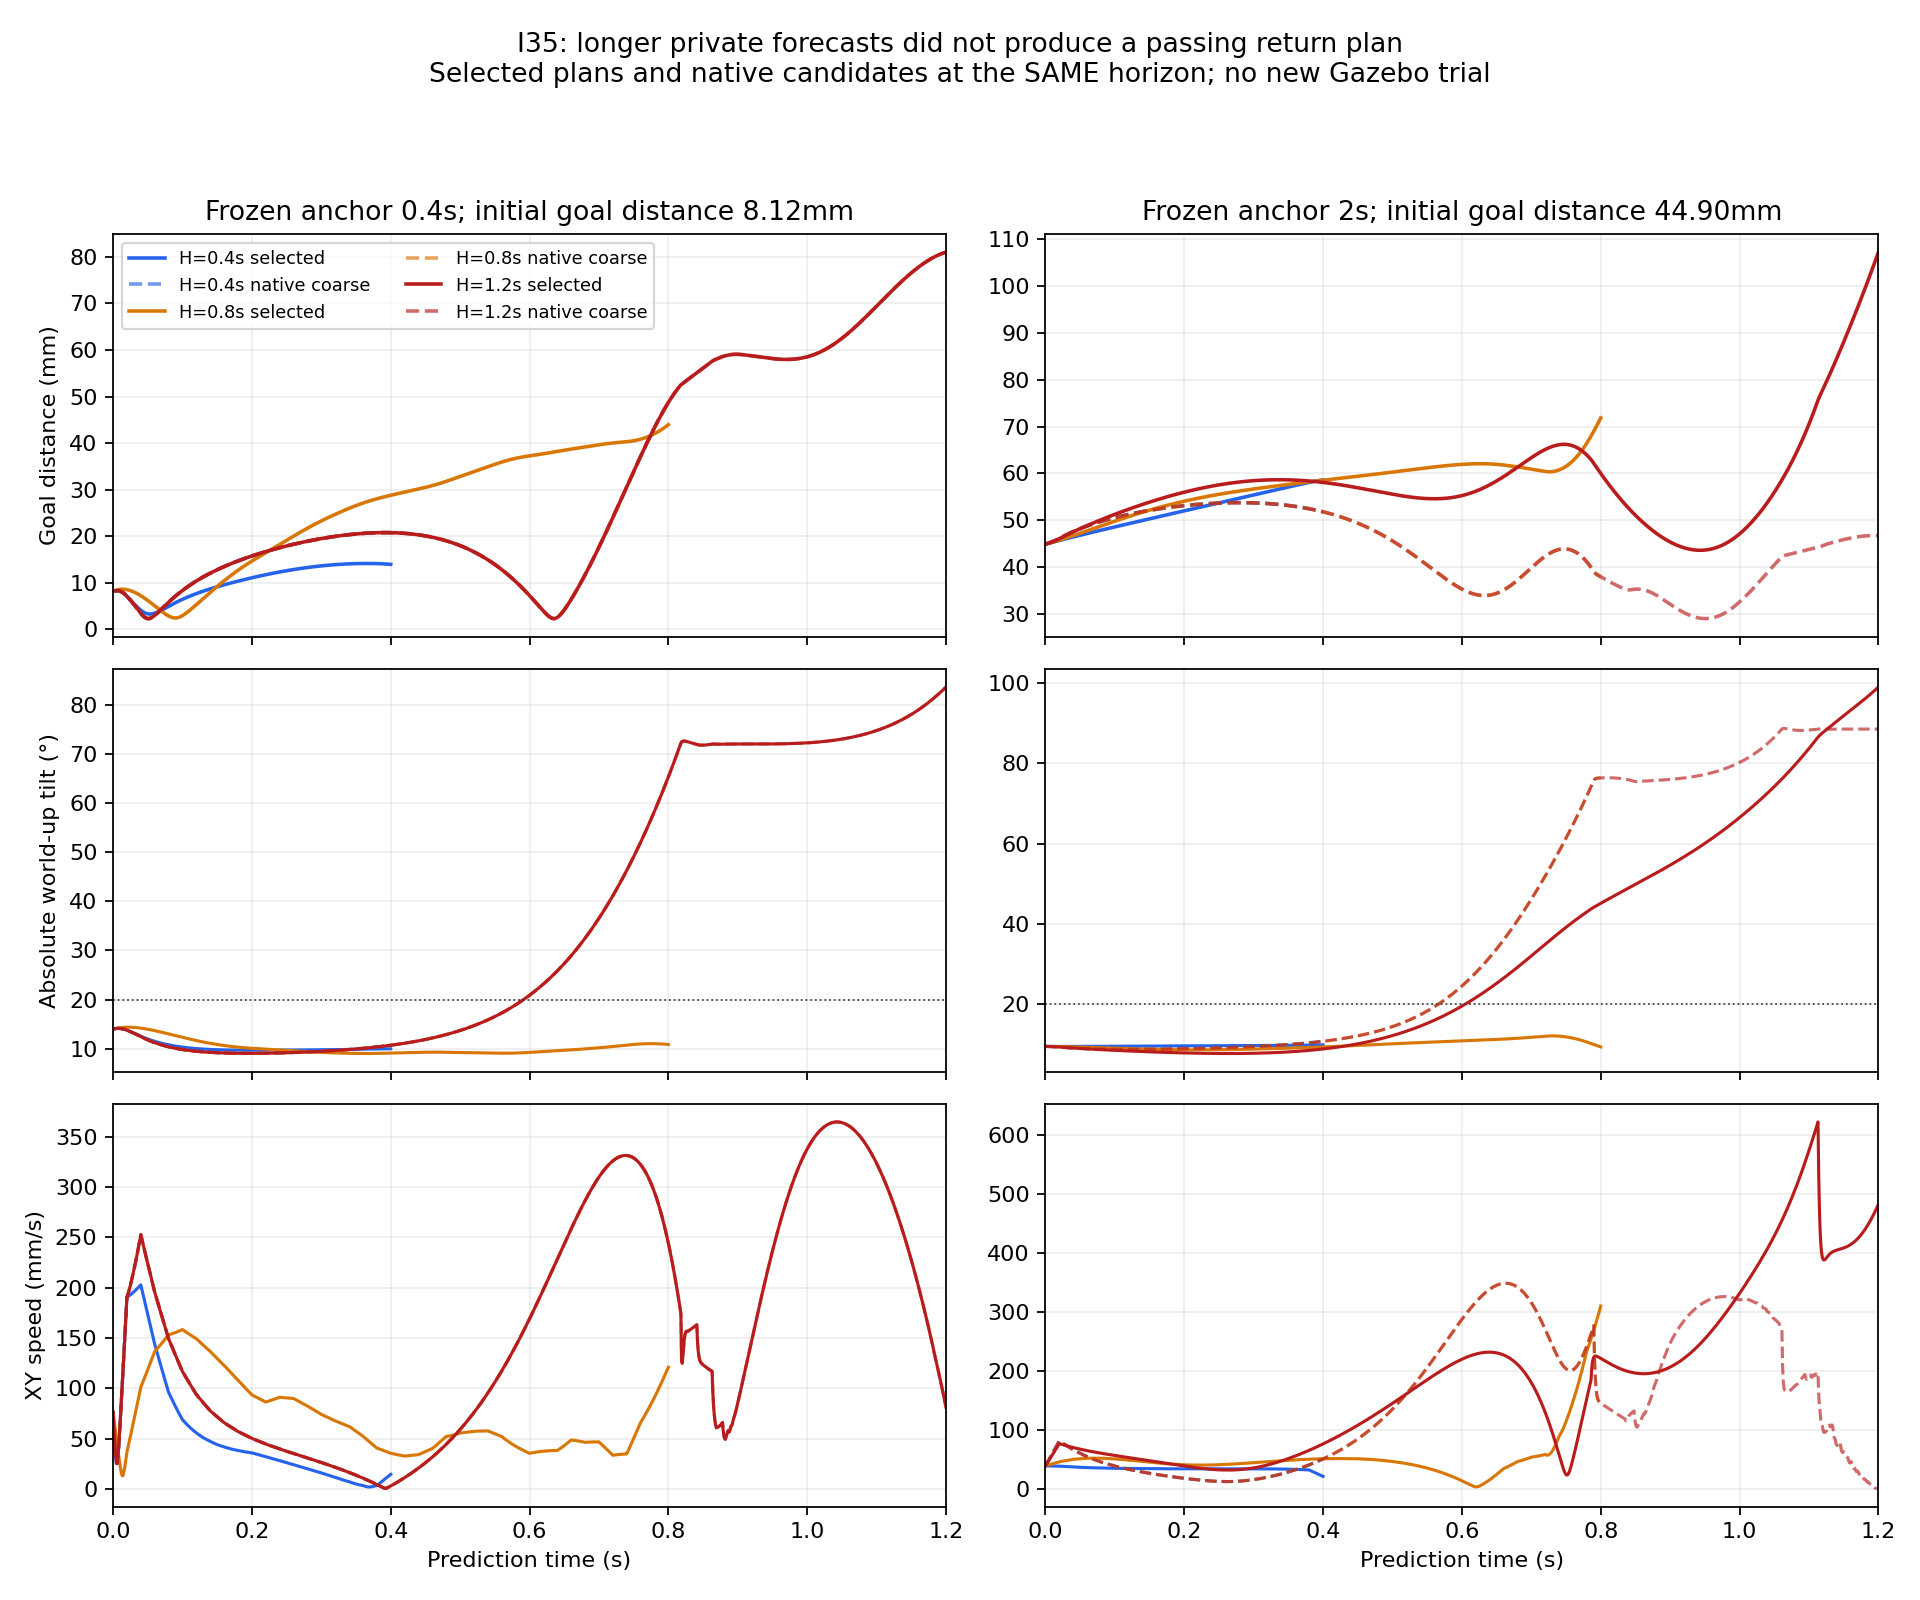 I35: longer private forecasts did not produce a passing return plan
Selected plans and native candidates at the SAME horizon; no new Gazebo trial
Frozen anchor 0.4s; initial goal distance 8.12mm
Goal distance (mm)
80
70
60
50
40
30
20
10
0
H=0.4s selected
H=0.4s native coarse
H=0.8s selected
H=0.8s native coarse
H=1.2s selected
H=1.2s native coarse
Frozen anchor 2s; initial goal distance 44.90mm
110
100
90
80
70
60
50
40
30
Absolute world-up tilt (°)
80
70
60
50
40
30
20
10
100
80
60
40
20
XY speed (mm/s)
350
300
250
200
150
100
50
0
0.0 0.2 0.4 0.6 0.8 1.0 1.2
Prediction time (s)
600
500
400
300
200
100
0
0.0 0.2 0.4 0.6 0.8 1.0 1.2
Prediction time (s)